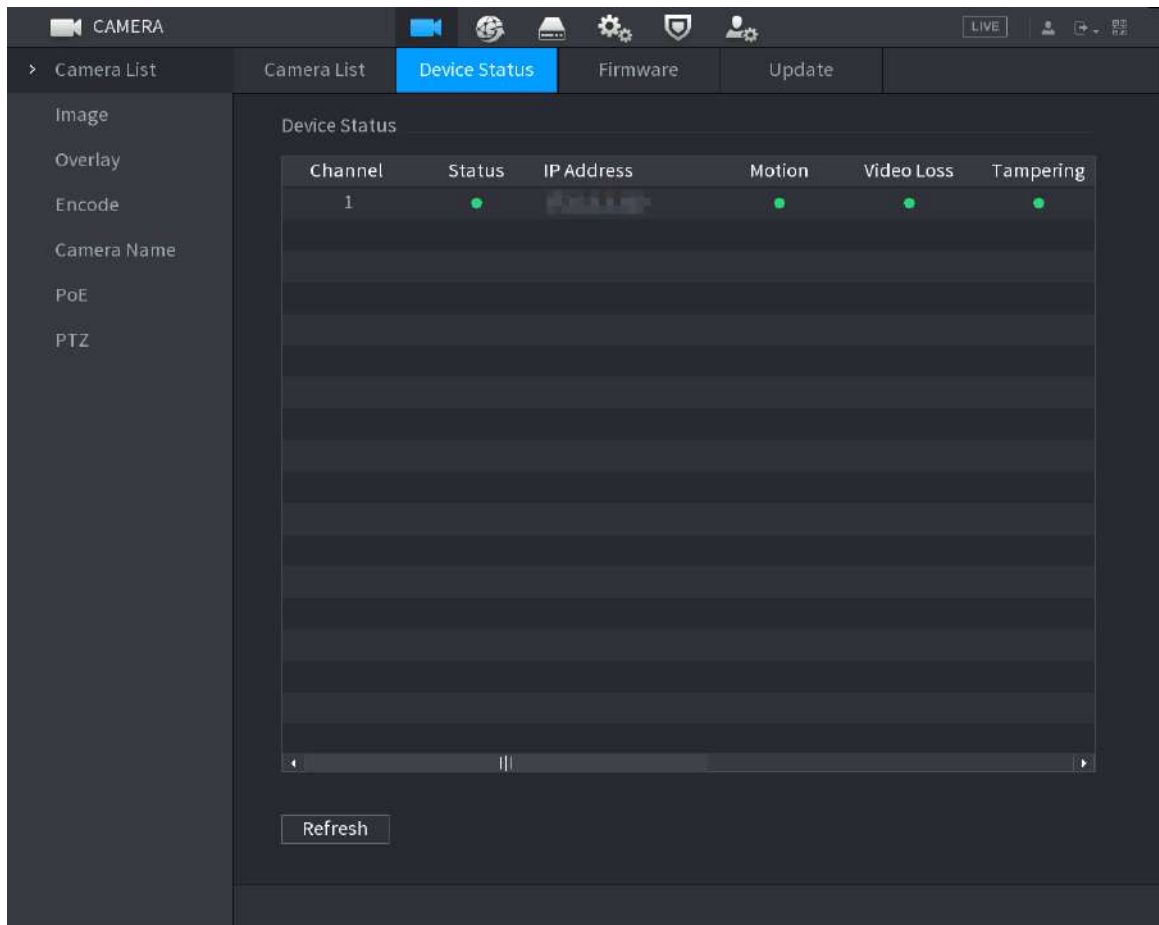 CAMERA LIVE
Camera List Camera List Device Status Firmware Update
Image
Device Status
Overlay
Channel Status IP Address Motion Video Loss Tampering
Encode
1
Camera Name
PoE
PTZ
Refresh